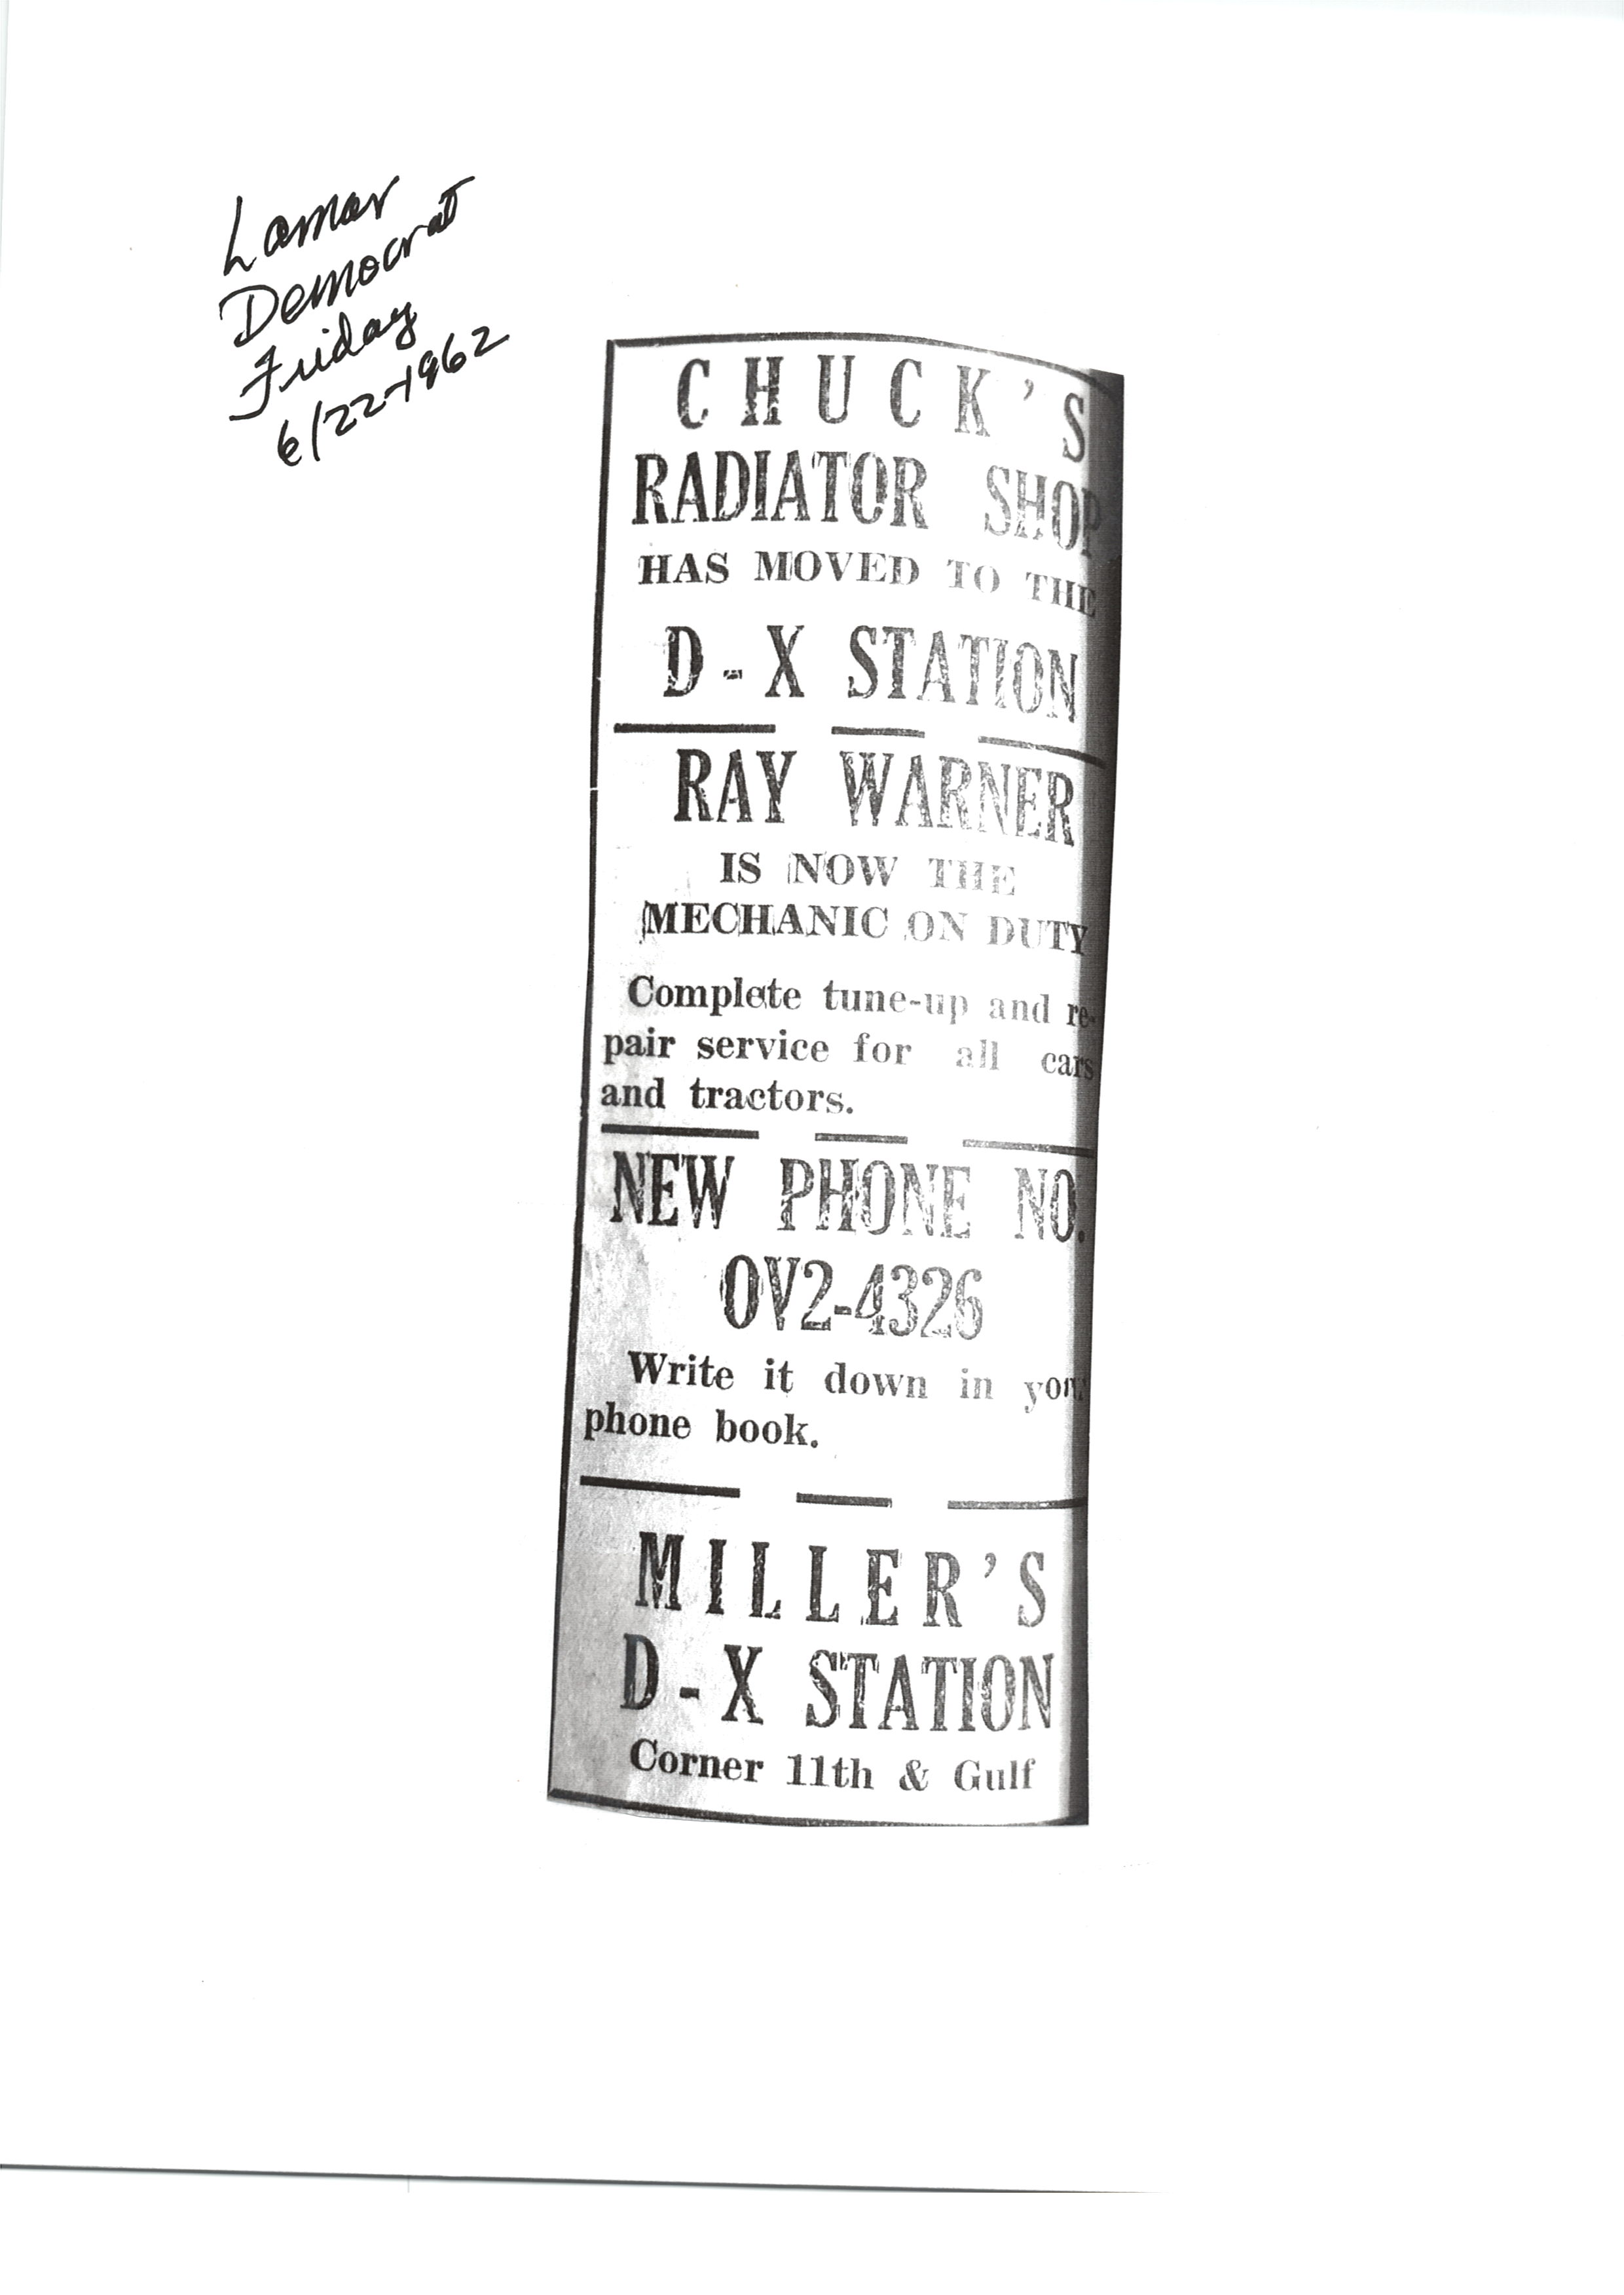 Lamar
Democrat
Friday
6/22-1962
CHUCK'S
RADIATOR SHOP
HAS MOVED TO THE
D-X STATION
RAY WARNER
IS NOW THE
MECHANIC ON DUTY
Complete tune-up and re-
pair service for all cars
and tractors.
NEW PHONE NO.
OV2-4326
Write it down in your
phone book.
MILLER'S
D-X STATION
Corner 11th & Gulf